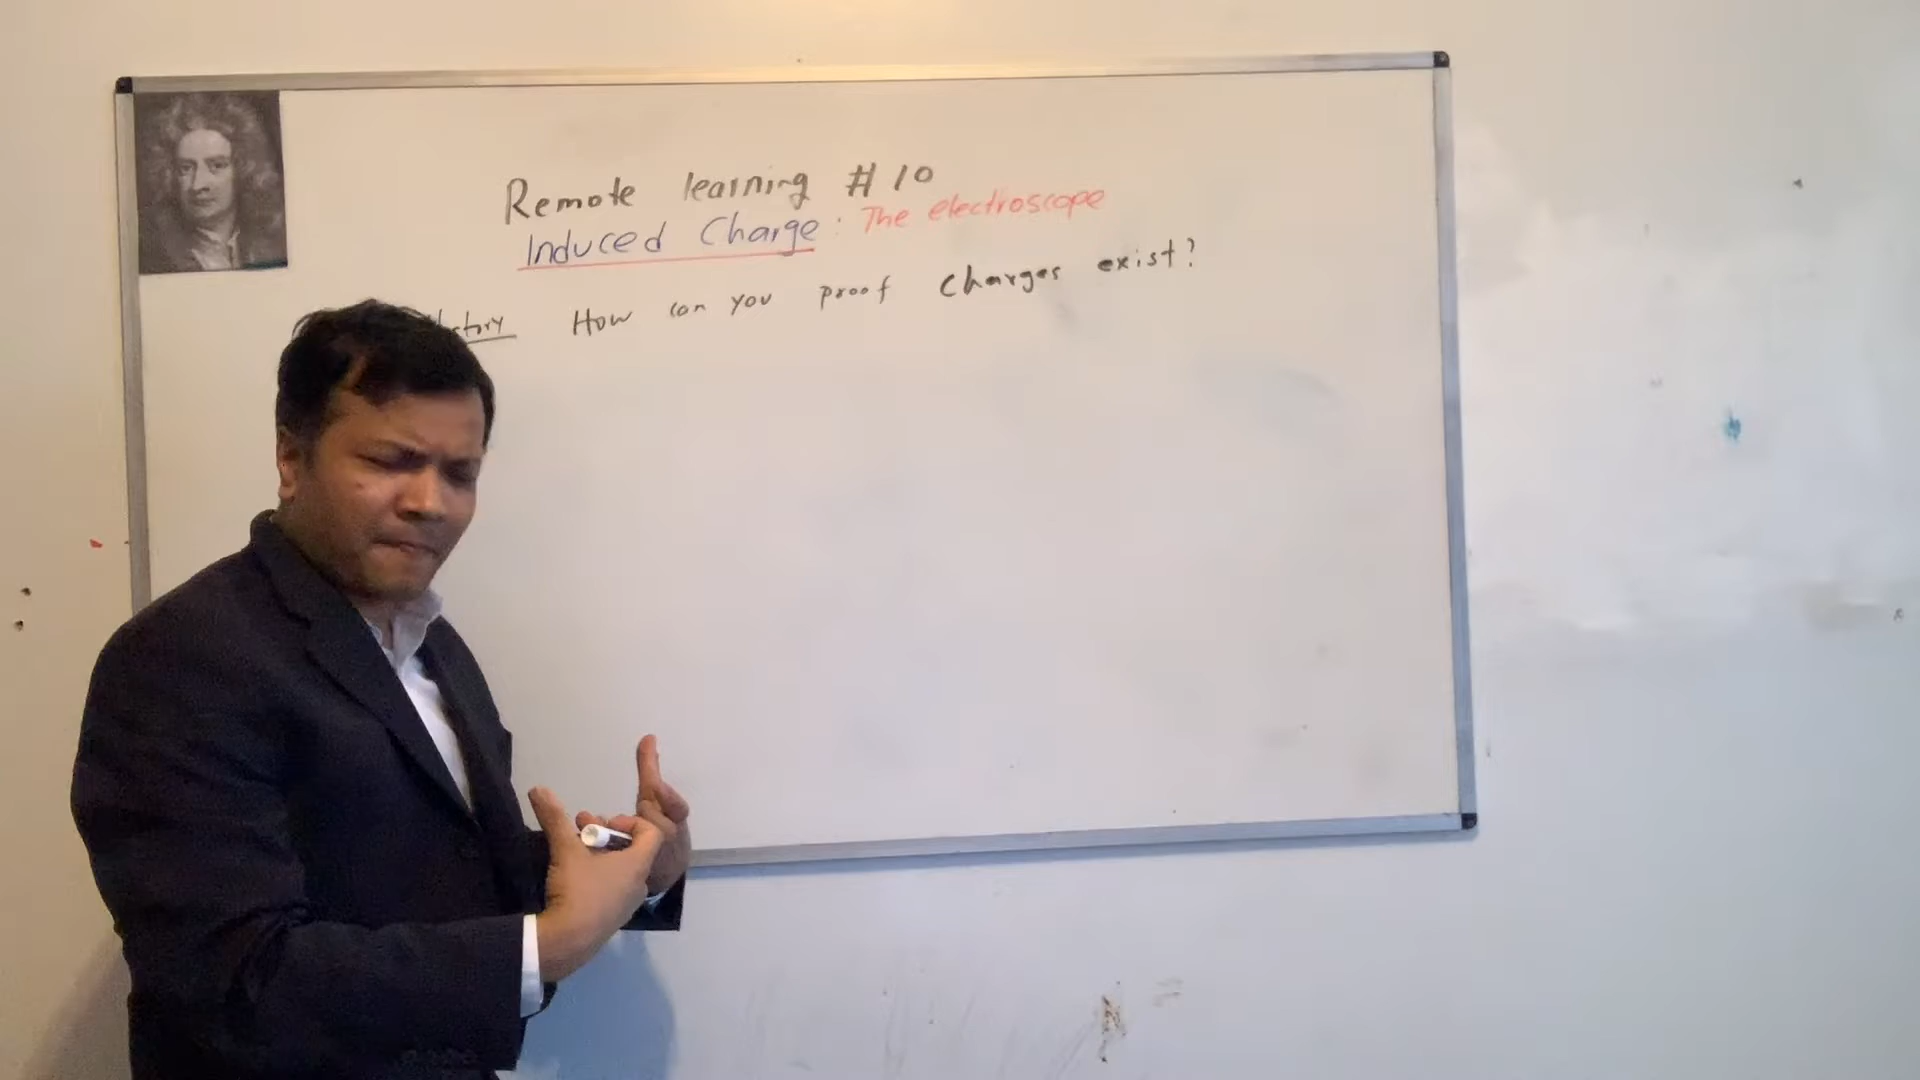 Remote learning # 10
Induced Charge : The electroscope
How can you proof charges exist?